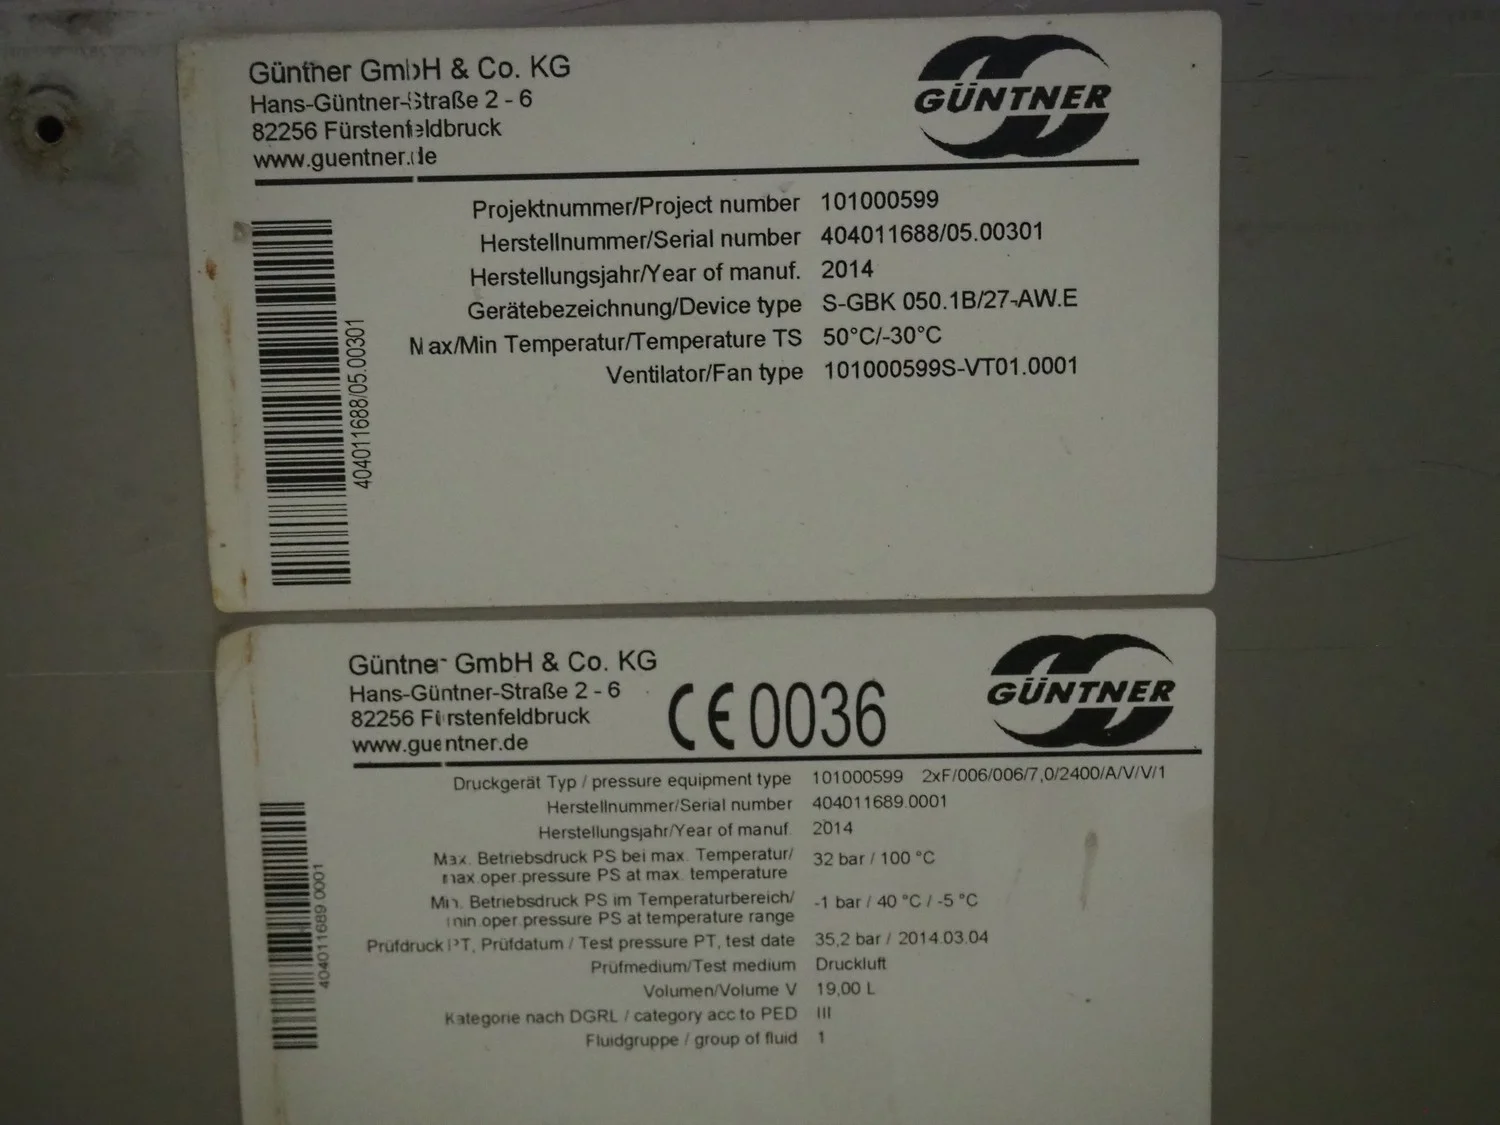 Güntner GmbH & Co. KG
Hans-Güntner-Straße 2 - 6
82256 Fürstenfeldbruck
www.guentner.de
GÜNTNER
Projektnummer/Project number 101000599
Herstellnummer/Serial number 404011688/05.00301
Herstellungsjahr/Year of manuf. 2014
Gerätebezeichnung/Device type S-GBK 050.1B/27-AW.E
Max/Min Temperatur/Temperature TS 50°C/-30°C
Ventilator/Fan type 101000599S-VT01.0001
404011688/05.00301
Güntner GmbH & Co. KG
Hans-Güntner-Straße 2 - 6
82256 Fürstenfeldbruck
www.guentner.de
CE 0036
GÜNTNER
Druckgerät Typ / pressure equipment type 101000599 2xF/006/006/7,0/2400/A/V/V/1
Herstellnummer/Serial number 404011689.0001
Herstellungsjahr/Year of manuf. 2014
Max. Betriebsdruck PS bei max. Temperatur/
max.oper.pressure PS at max. temperature 32 bar / 100 °C
Min. Betriebsdruck PS im Temperaturbereich/
min.oper.pressure PS at temperature range -1 bar / 40 °C / -5 °C
Prüfdruck PT, Prüfdatum / Test pressure PT, test date 35,2 bar / 2014.03.04
Prüfmedium/Test medium Druckluft
Volumen/Volume V 19,00 L
Kategorie nach DGRL / category acc to PED III
Fluidgruppe / group of fluid 1
404011689.0001